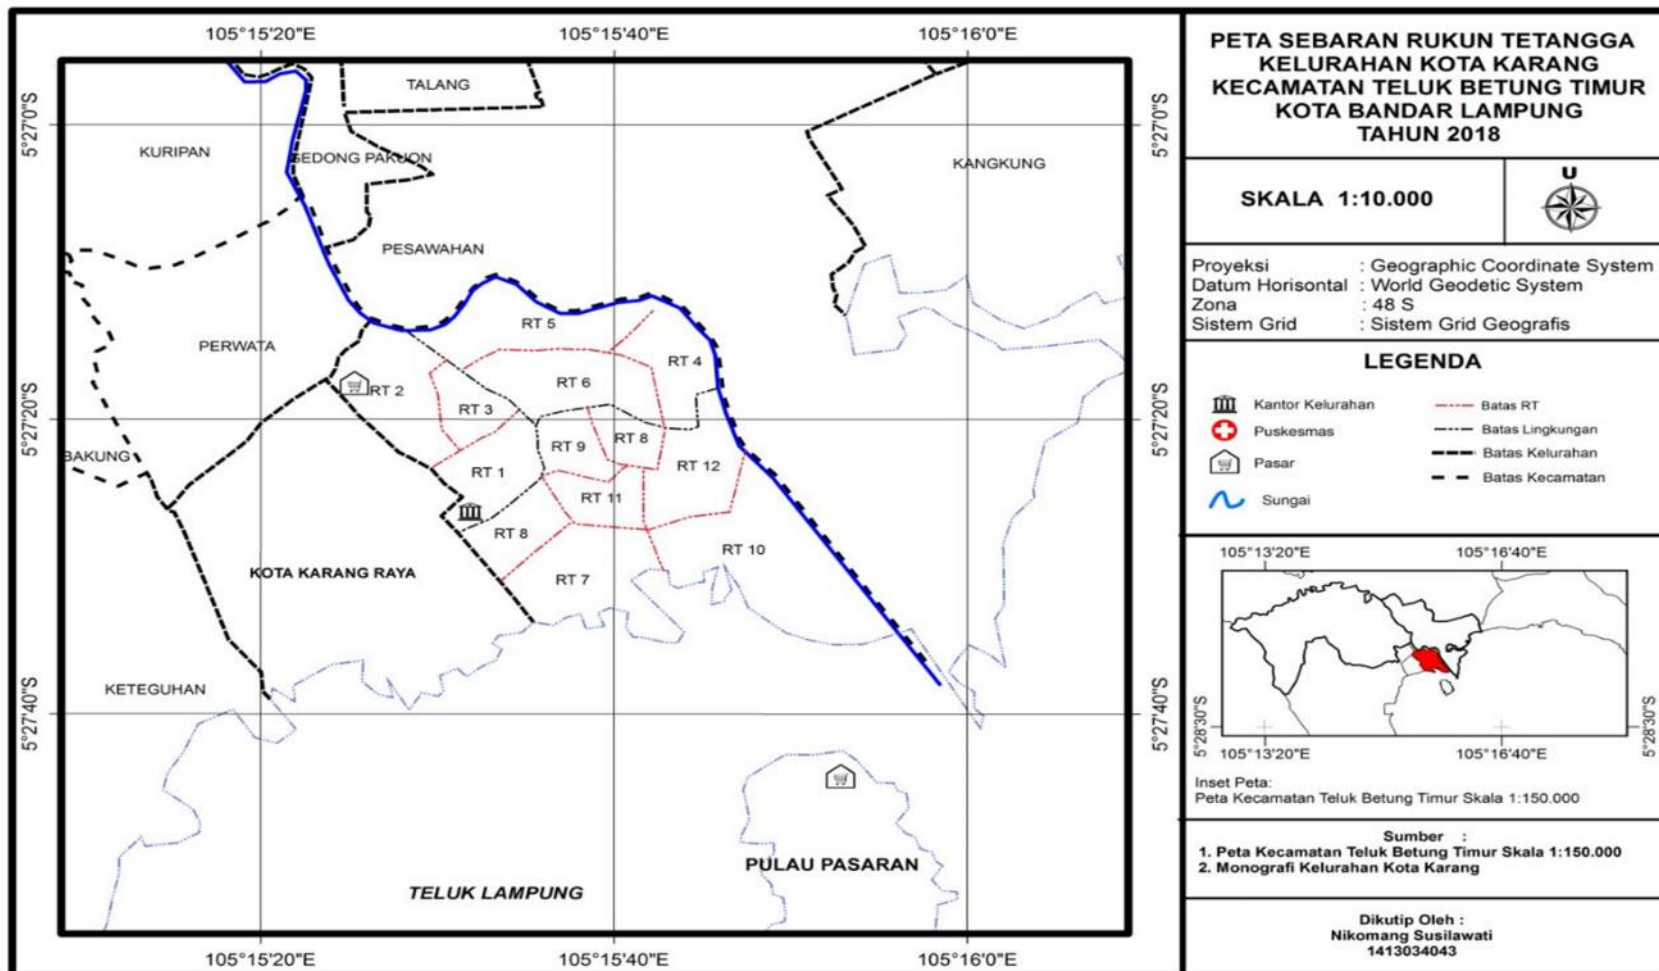 105°15'20"E 105°15'40"E 105°16'0"E
5°27'0"S
5°27'20"S
5°27'40"S
5°27'0"S
5°27'20"S
5°27'40"S
105°15'20"E 105°15'40"E 105°16'0"E
TALANG
KURIPAN
GEDONG PAKUON
KANGKUNG
PESAWAHAN
RT 5
PERWATA
RT 4
RT 2
RT 6
RT 3
RT 9
RT 8
BAKUNG
RT 1
RT 12
RT 11
RT 8
RT 10
KOTA KARANG RAYA
RT 7
KETEGUHAN
PULAU PASARAN
TELUK LAMPUNG
PETA SEBARAN RUKUN TETANGGA
KELURAHAN KOTA KARANG
KECAMATAN TELUK BETUNG TIMUR
KOTA BANDAR LAMPUNG
TAHUN 2018
SKALA 1:10.000
U
Proyeksi : Geographic Coordinate System
Datum Horisontal : World Geodetic System
Zona : 48 S
Sistem Grid : Sistem Grid Geografis
LEGENDA
Kantor Kelurahan
Puskesmas
Pasar
Sungai
Batas RT
Batas Lingkungan
Batas Kelurahan
Batas Kecamatan
105°13'20"E 105°16'40"E
5°28'30"S
5°28'30"S
105°13'20"E 105°16'40"E
Inset Peta:
Peta Kecamatan Teluk Betung Timur Skala 1:150.000
Sumber :
1. Peta Kecamatan Teluk Betung Timur Skala 1:150.000
2. Monografi Kelurahan Kota Karang
Dikutip Oleh :
Nikomang Susilawati
1413034043